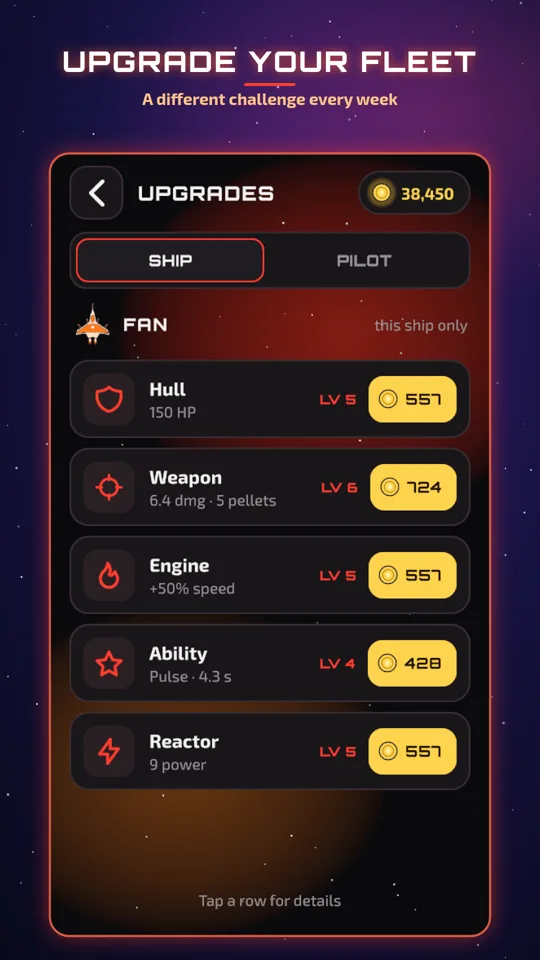 UPGRADE YOUR FLEET
A different challenge every week
UPGRADES
38,450
SHIP
PILOT
FAN
this ship only
Hull
150 HP
LV 5
557
Weapon
6.4 dmg · 5 pellets
LV 6
724
Engine
+50% speed
LV 5
557
Ability
Pulse · 4.3 s
LV 4
428
Reactor
9 power
LV 5
557
Tap a row for details